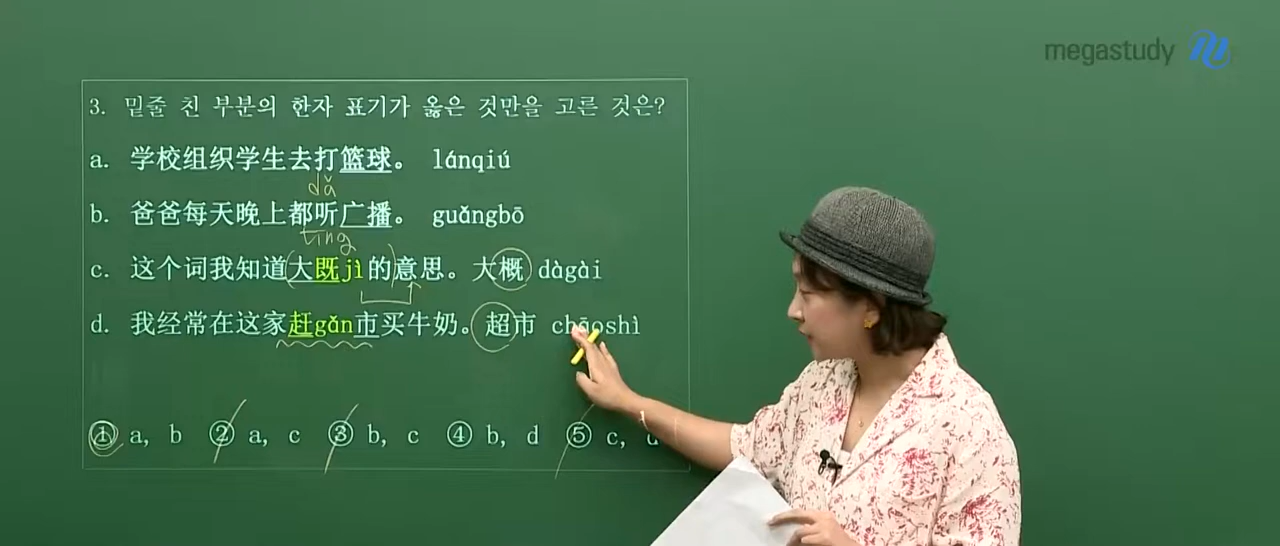 megastudy
3. 밑줄 친 부분의 한자 표기가 옳은 것만을 고른 것은?
a. 学校组织学生去打篮球。 lánqiú
dǎ
b. 爸爸每天晚上都听广播。 guǎngbō
tīng
c. 这个词我知道(大既jì的)意思。 大概 dàgài
d. 我经常在这家赶gǎn市买牛奶。 超市 chāoshì
① a, b ② a, c ③ b, c ④ b, d ⑤ c, d